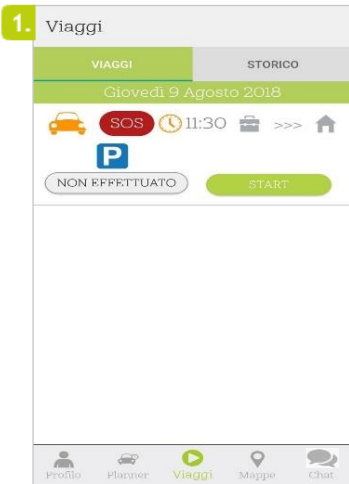 1.
Viaggi
VIAGGI STORICO
Giovedì 9 Agosto 2018
SOS 11:30 >>>
P
NON EFFETTUATO START
Profilo Planner Viaggi Mappe Chat